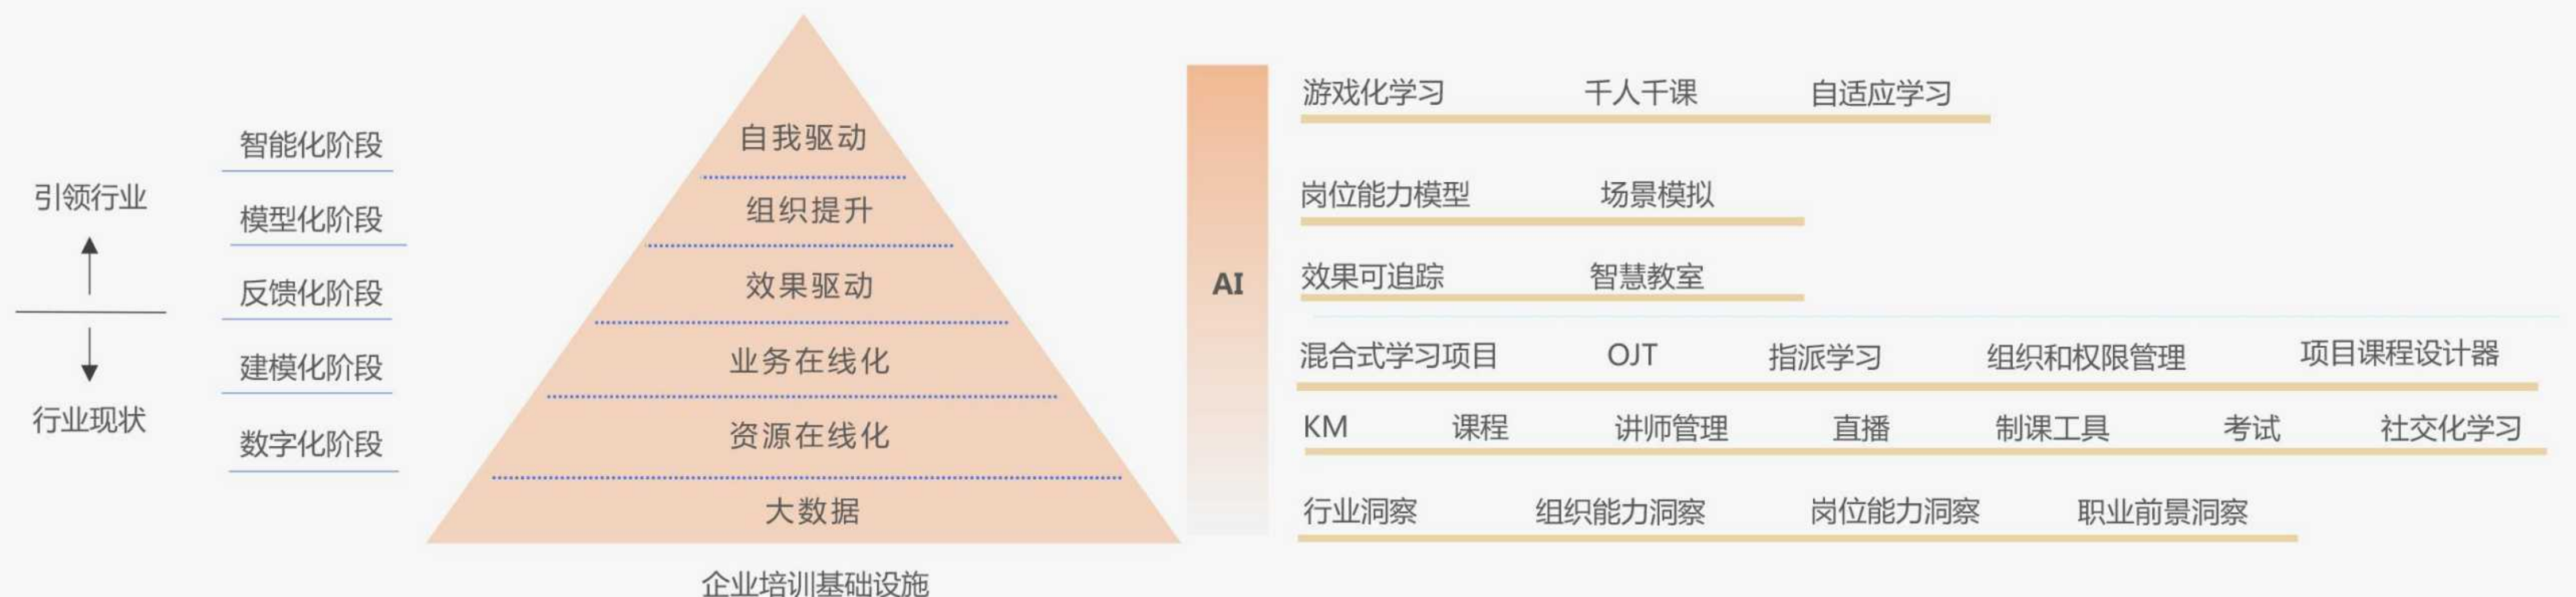 引领行业
行业现状
智能化阶段
模型化阶段
反馈化阶段
建模化阶段
数字化阶段
自我驱动
组织提升
效果驱动
业务在线化
资源在线化
大数据
企业培训基础设施
AI
游戏化学习 千人千课 自适应学习
岗位能力模型 场景模拟
效果可追踪 智慧教室
混合式学习项目 OJT 指派学习 组织和权限管理 项目课程设计器
KM 课程 讲师管理 直播 制课工具 考试 社交化学习
行业洞察 组织能力洞察 岗位能力洞察 职业前景洞察